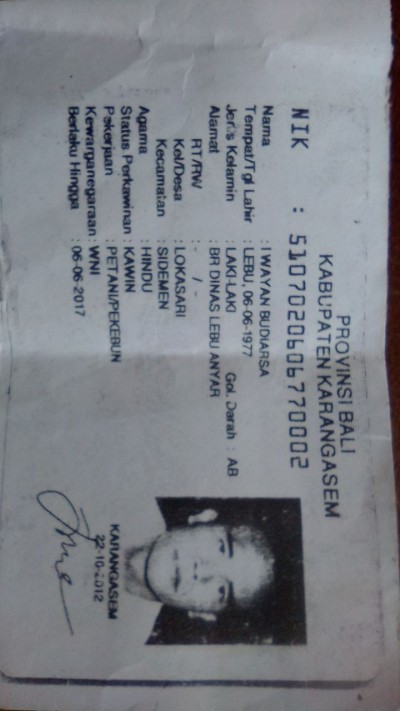 PROVINSI BALI
KABUPATEN KARANGASEM
NIK : 5107020606770002
Nama : I WAYAN BUDIARSA
Tempat/Tgl Lahir : LEBU, 06-06-1977
Jenis Kelamin : LAKI-LAKI Gol. Darah : AB
Alamat : BR DINAS LEBU ANYAR
RT/RW : - / -
Kel/Desa : LOKASARI
Kecamatan : SIDEMEN
Agama : HINDU
Status Perkawinan : KAWIN
Pekerjaan : PETANI/PEKEBUN
Kewarganegaraan : WNI
Berlaku Hingga : 06-06-2017
KARANGASEM
22-10-2012